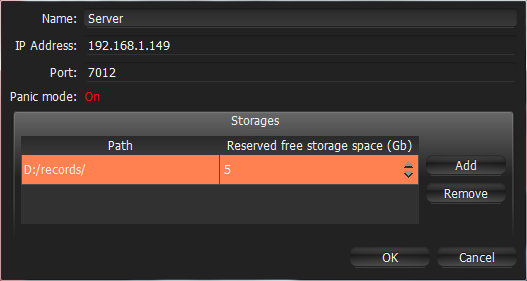 Name: Server
IP Address: 192.168.1.149
Port: 7012
Panic mode: On
Storages
Path Reserved free storage space (Gb)
D:/records/ 5
Add
Remove
OK Cancel